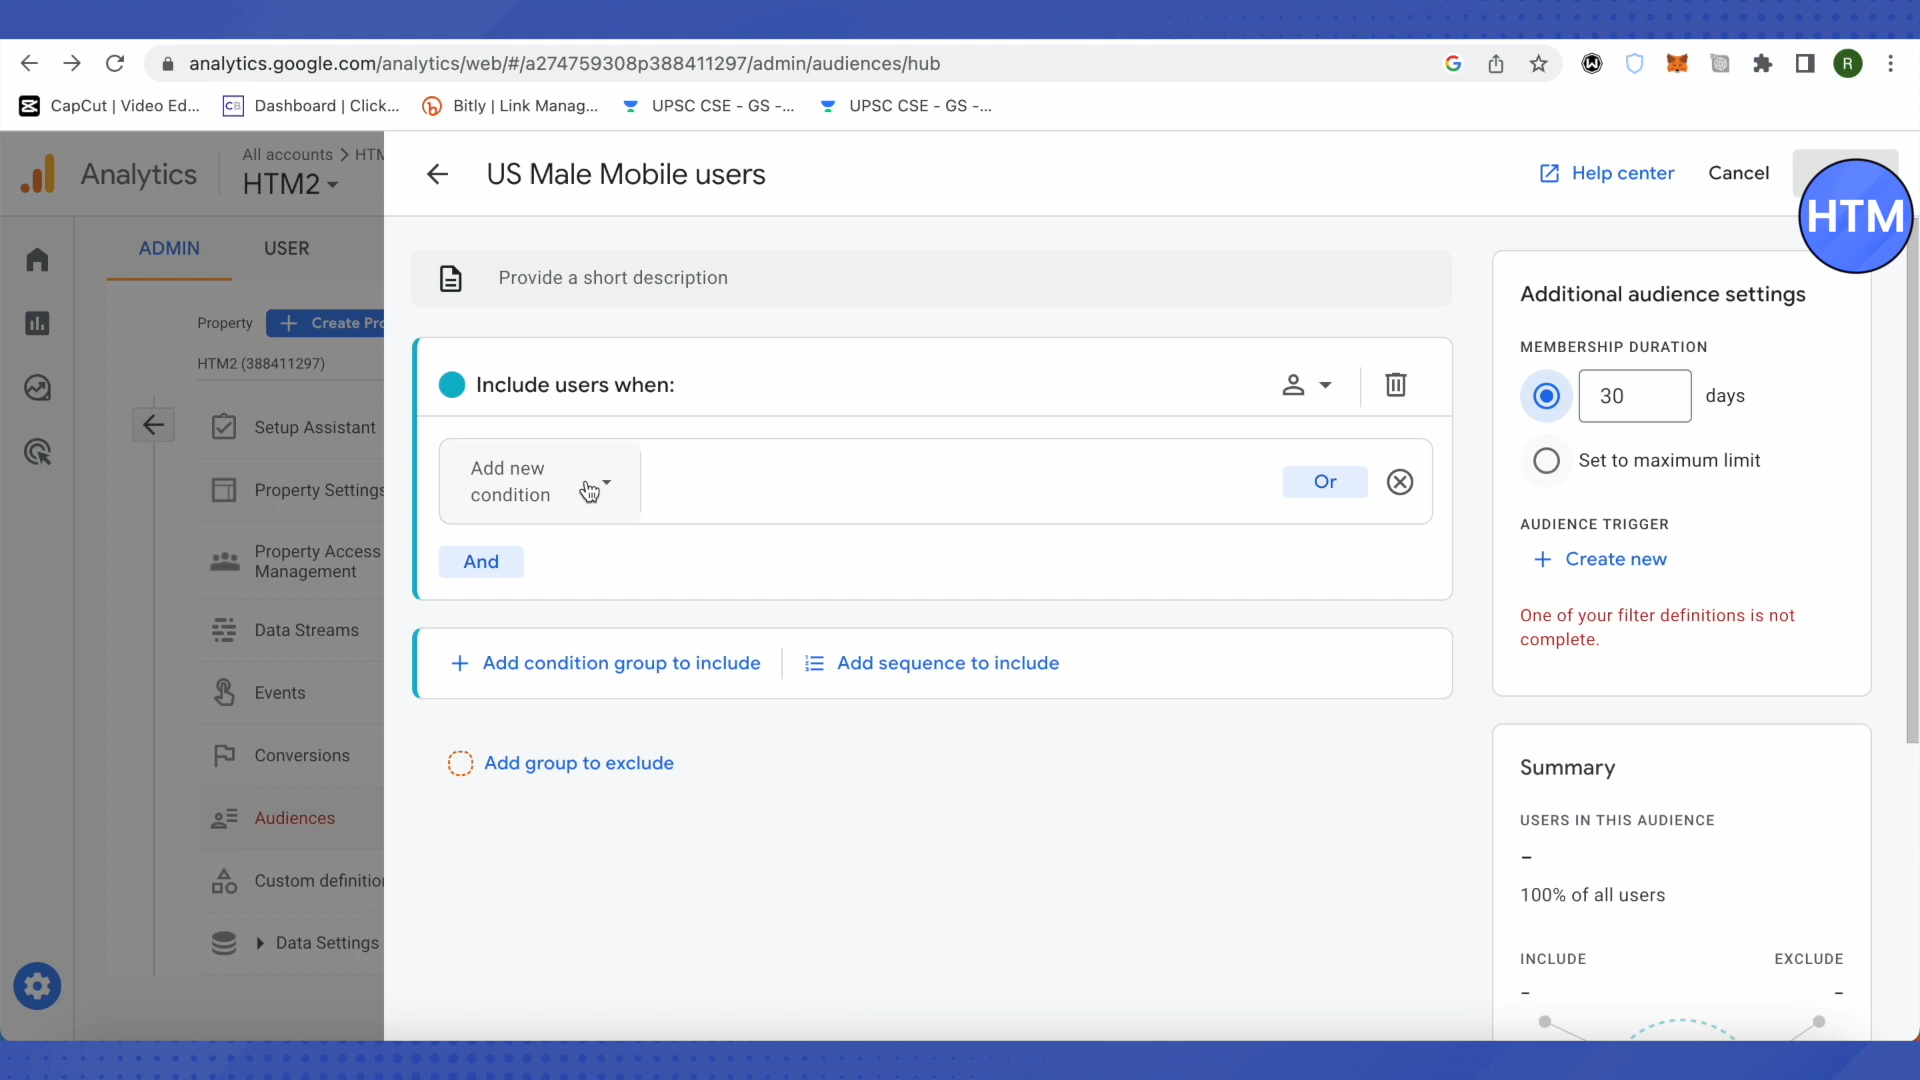 analytics.google.com/analytics/web/#/a274759308p388411297/admin/audiences/hub
R
CapCut | Video Ed...
CB
Dashboard | Click...
Bitly | Link Manag...
UPSC CSE - GS -...
UPSC CSE - GS -...
Analytics
All accounts > HTM
HTM2
US Male Mobile users
Help center
Cancel
HTM
ADMIN
USER
Property
Create Pro
HTM2 (388411297)
Setup Assistant
Property Settings
Property Access
Management
Data Streams
Events
Conversions
Audiences
Custom definition
Data Settings
Provide a short description
Include users when:
Add new
condition
Or
And
Add condition group to include
Add sequence to include
Add group to exclude
Additional audience settings
MEMBERSHIP DURATION
30
days
Set to maximum limit
AUDIENCE TRIGGER
Create new
One of your filter definitions is not
complete.
Summary
USERS IN THIS AUDIENCE
-
100% of all users
INCLUDE
EXCLUDE
-
-